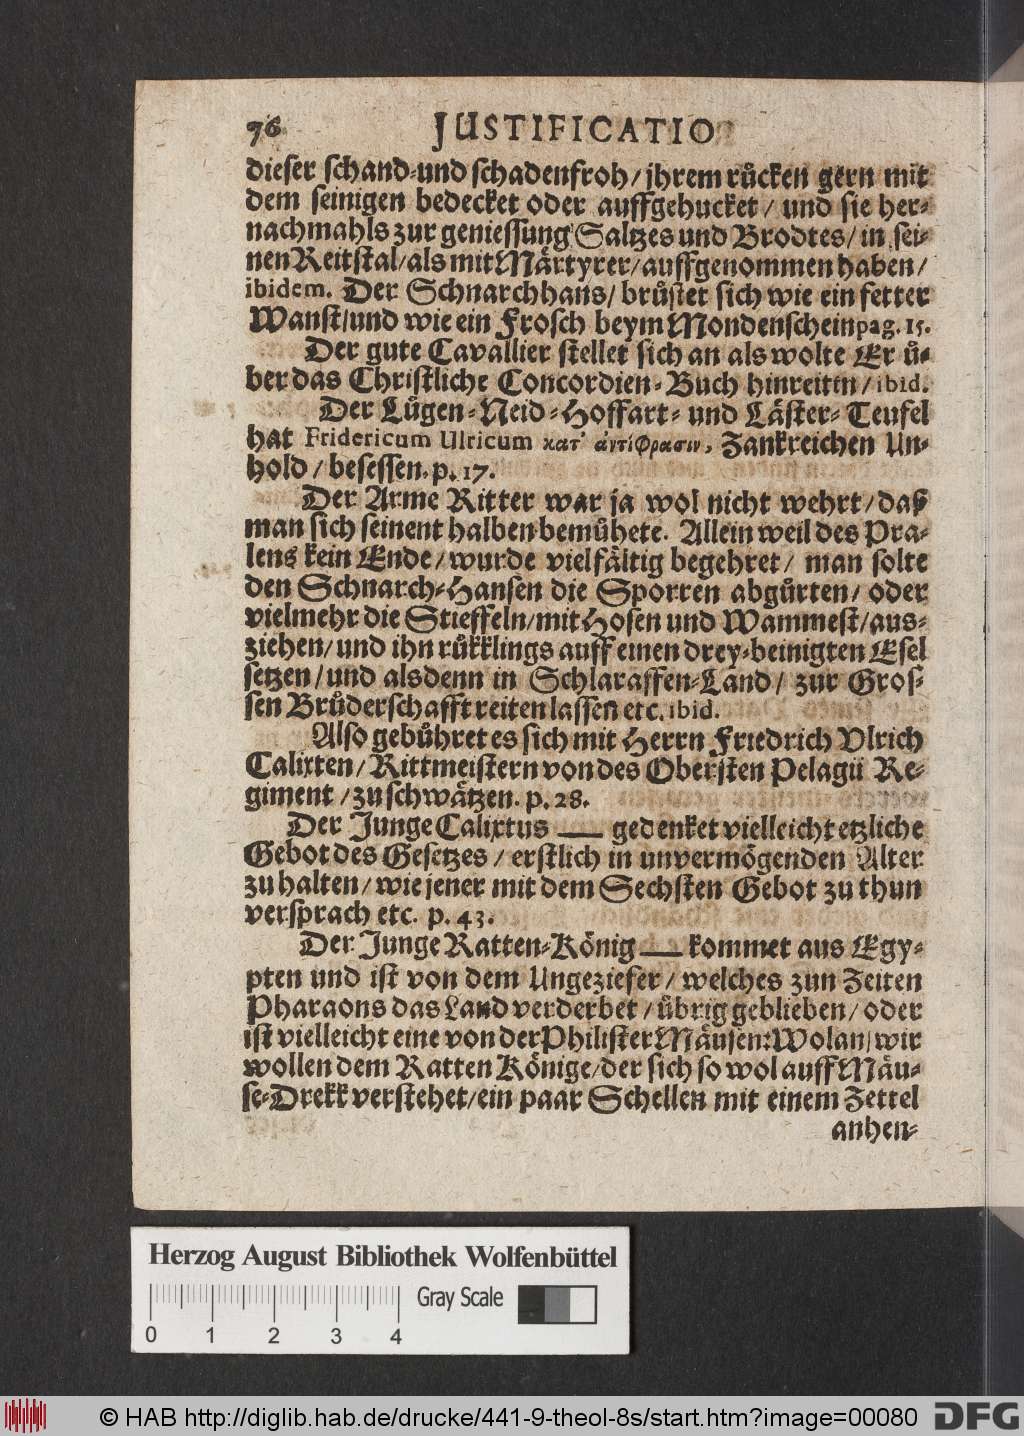 76 JUSTIFICATIO
dieser schand-und schadenfroh/ jhrem růcken gern mit
dem seinigen bedecket oder auffgehucket/ und sie her-
nachmahls zur geniessung Saltzes und Brodtes/ in sei-
nen Reitstal/als mit Märtyrer/auffgenommen haben/
ibidem. Der Schnarchhans/ brůster sich wie ein fetter
Wanst/und wie ein Frosch beym Mondenschein pag. 15.
Der gute Cavallier stellet sich an als wolte Er ů-
ber das Christliche Concordien-Buch hinreitin/ ibid.
Der Lůgen-Neid-Hoffart- und Läster-Teufel
hat Fridericum Ulricum κατ' ἀντίφρασιν, Zankreichen Un-
hold/ besessen. p. 17.
Der Arme Ritter war ja wol nicht wehrt/ daß
man sich seinent halben bemůhete. Allein weil des Pra-
lens kein Ende/ wurde vielfältig begehret/ man solte
den Schnarch-Hansen die Sporren abgůrten/ oder
vielmehr die Stieffeln/mit Hosen und Wammest/aus-
ziehen/ und ihn růkklings auff einen drey-beinigten Esel
setzen/ und alsdenn in Schlaraffen-Land/ zur Gros-
sen Brůderschafft reiten lassen etc. ibid.
Also gebůhret es sich mit Herrn Friedrich Vlrich
Calixten/ Rittmeistern von des Obersten Pelagii Re-
giment/ zu schwätzen. p. 28.
Der Junge Calixtus — gedenket vielleicht etzliche
Gebot des Gesetzes/ erstlich in unvermögenden Alter
zu halten/ wie jener mit dem Sechsten Gebot zu thun
versprach etc. p. 43.
Der Junge Ratten-König — kommet aus Egy-
pten und ist von dem Ungeziefer/ welches zun Zeiten
Pharaons das Land verderbet/ übrig geblieben/ oder
ist vielleicht eine von der Philister Mäusen: Wolan/ wir
wollen dem Ratten Könige/der sich so wol auff Mäu-
se-Drekk verstehet/ein paar Schellen mit einem Zettel
anhen-
Herzog August Bibliothek Wolfenbüttel
Gray Scale
0 1 2 3 4
© HAB http://diglib.hab.de/drucke/441-9-theol-8s/start.htm?image=00080
DFG